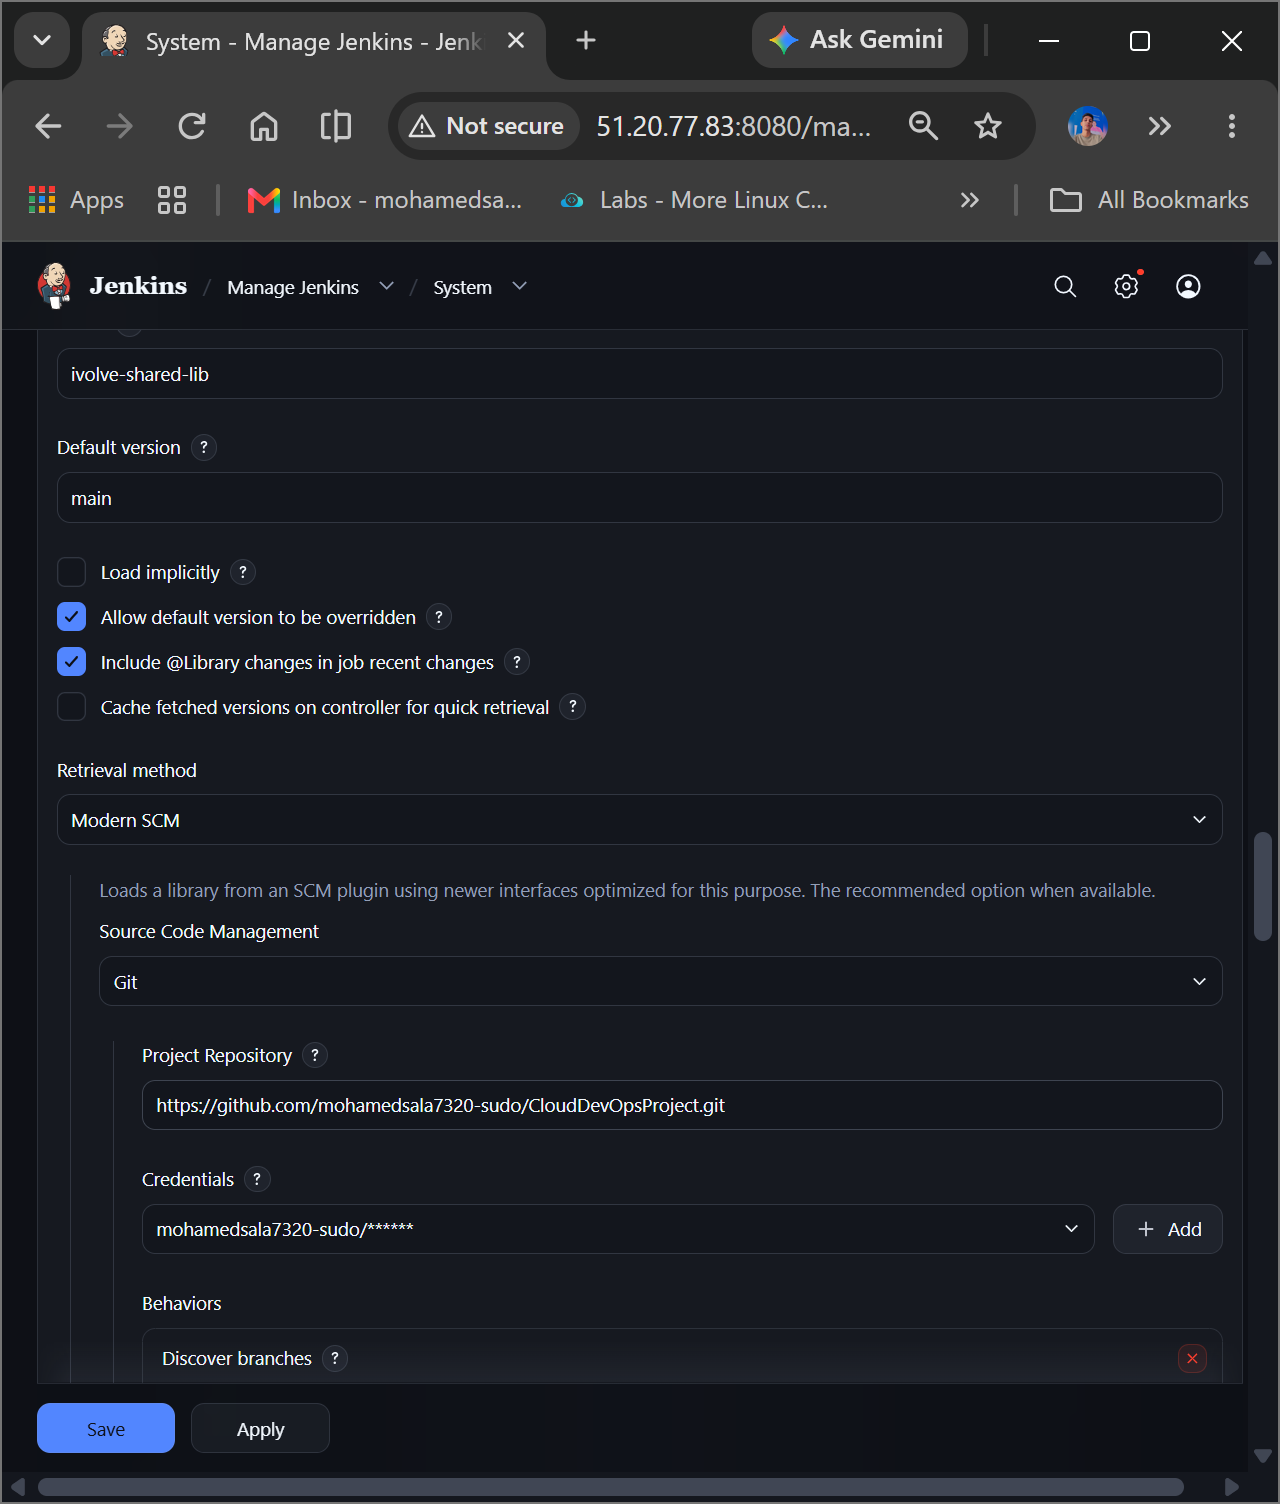 System - Manage Jenkins - Jenk
Ask Gemini
Not secure
51.20.77.83:8080/ma...
Apps
Inbox - mohamedsa...
Labs - More Linux C...
All Bookmarks
Jenkins / Manage Jenkins / System
ivolve-shared-lib
Default version ?
main
Load implicitly ?
Allow default version to be overridden ?
Include @Library changes in job recent changes ?
Cache fetched versions on controller for quick retrieval ?
Retrieval method
Modern SCM
Loads a library from an SCM plugin using newer interfaces optimized for this purpose. The recommended option when available.
Source Code Management
Git
Project Repository ?
https://github.com/mohamedsala7320-sudo/CloudDevOpsProject.git
Credentials ?
mohamedsala7320-sudo/******
+ Add
Behaviors
Discover branches ?
Save
Apply